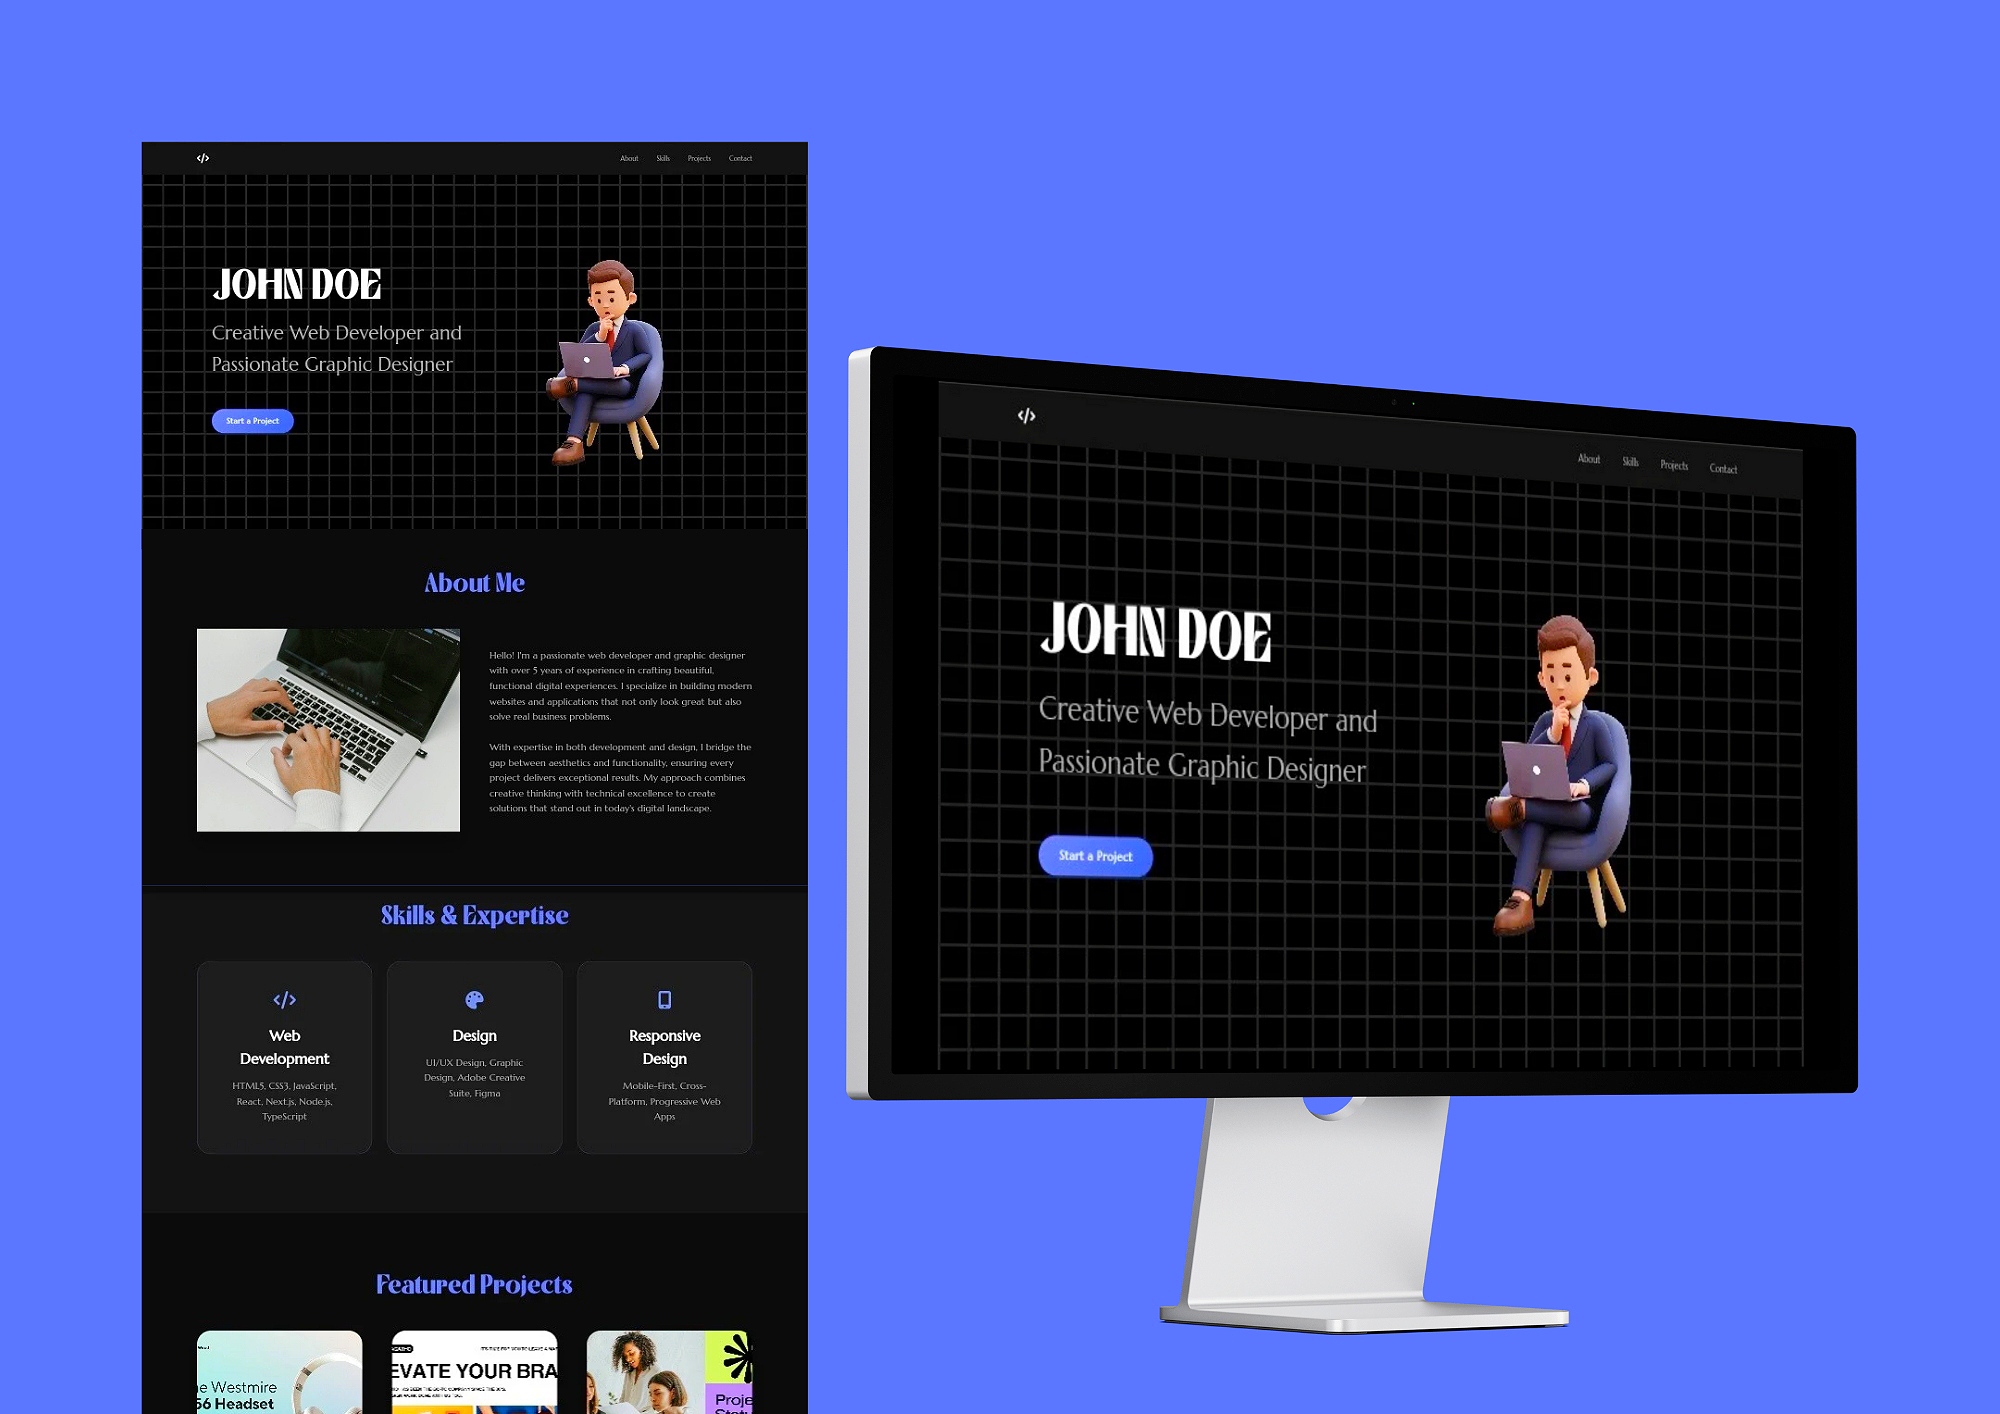 </>
About Skills Projects Contact
JOHN DOE
Creative Web Developer and
Passionate Graphic Designer
Start a Project
About Me
Hello! I'm a passionate web developer and graphic designer
with over 5 years of experience in crafting beautiful,
functional digital experiences. I specialize in building modern
websites and applications that not only look great but also
solve real business problems.
With expertise in both development and design, I bridge the
gap between aesthetics and functionality, ensuring every
project delivers exceptional results. My approach combines
creative thinking with technical excellence to create
solutions that stand out in today's digital landscape.
Skills & Expertise
</>
Web
Development
HTML5, CSS3, JavaScript,
React, Next.js, Node.js,
TypeScript
Design
UI/UX Design, Graphic
Design, Adobe Creative
Suite, Figma
Responsive
Design
Mobile-First, Cross-
Platform, Progressive Web
Apps
Featured Projects
e Westmire
56 Headset
EVATE YOUR BRA
Proje
</>
About Skills Projects Contact
JOHN DOE
Creative Web Developer and
Passionate Graphic Designer
Start a Project